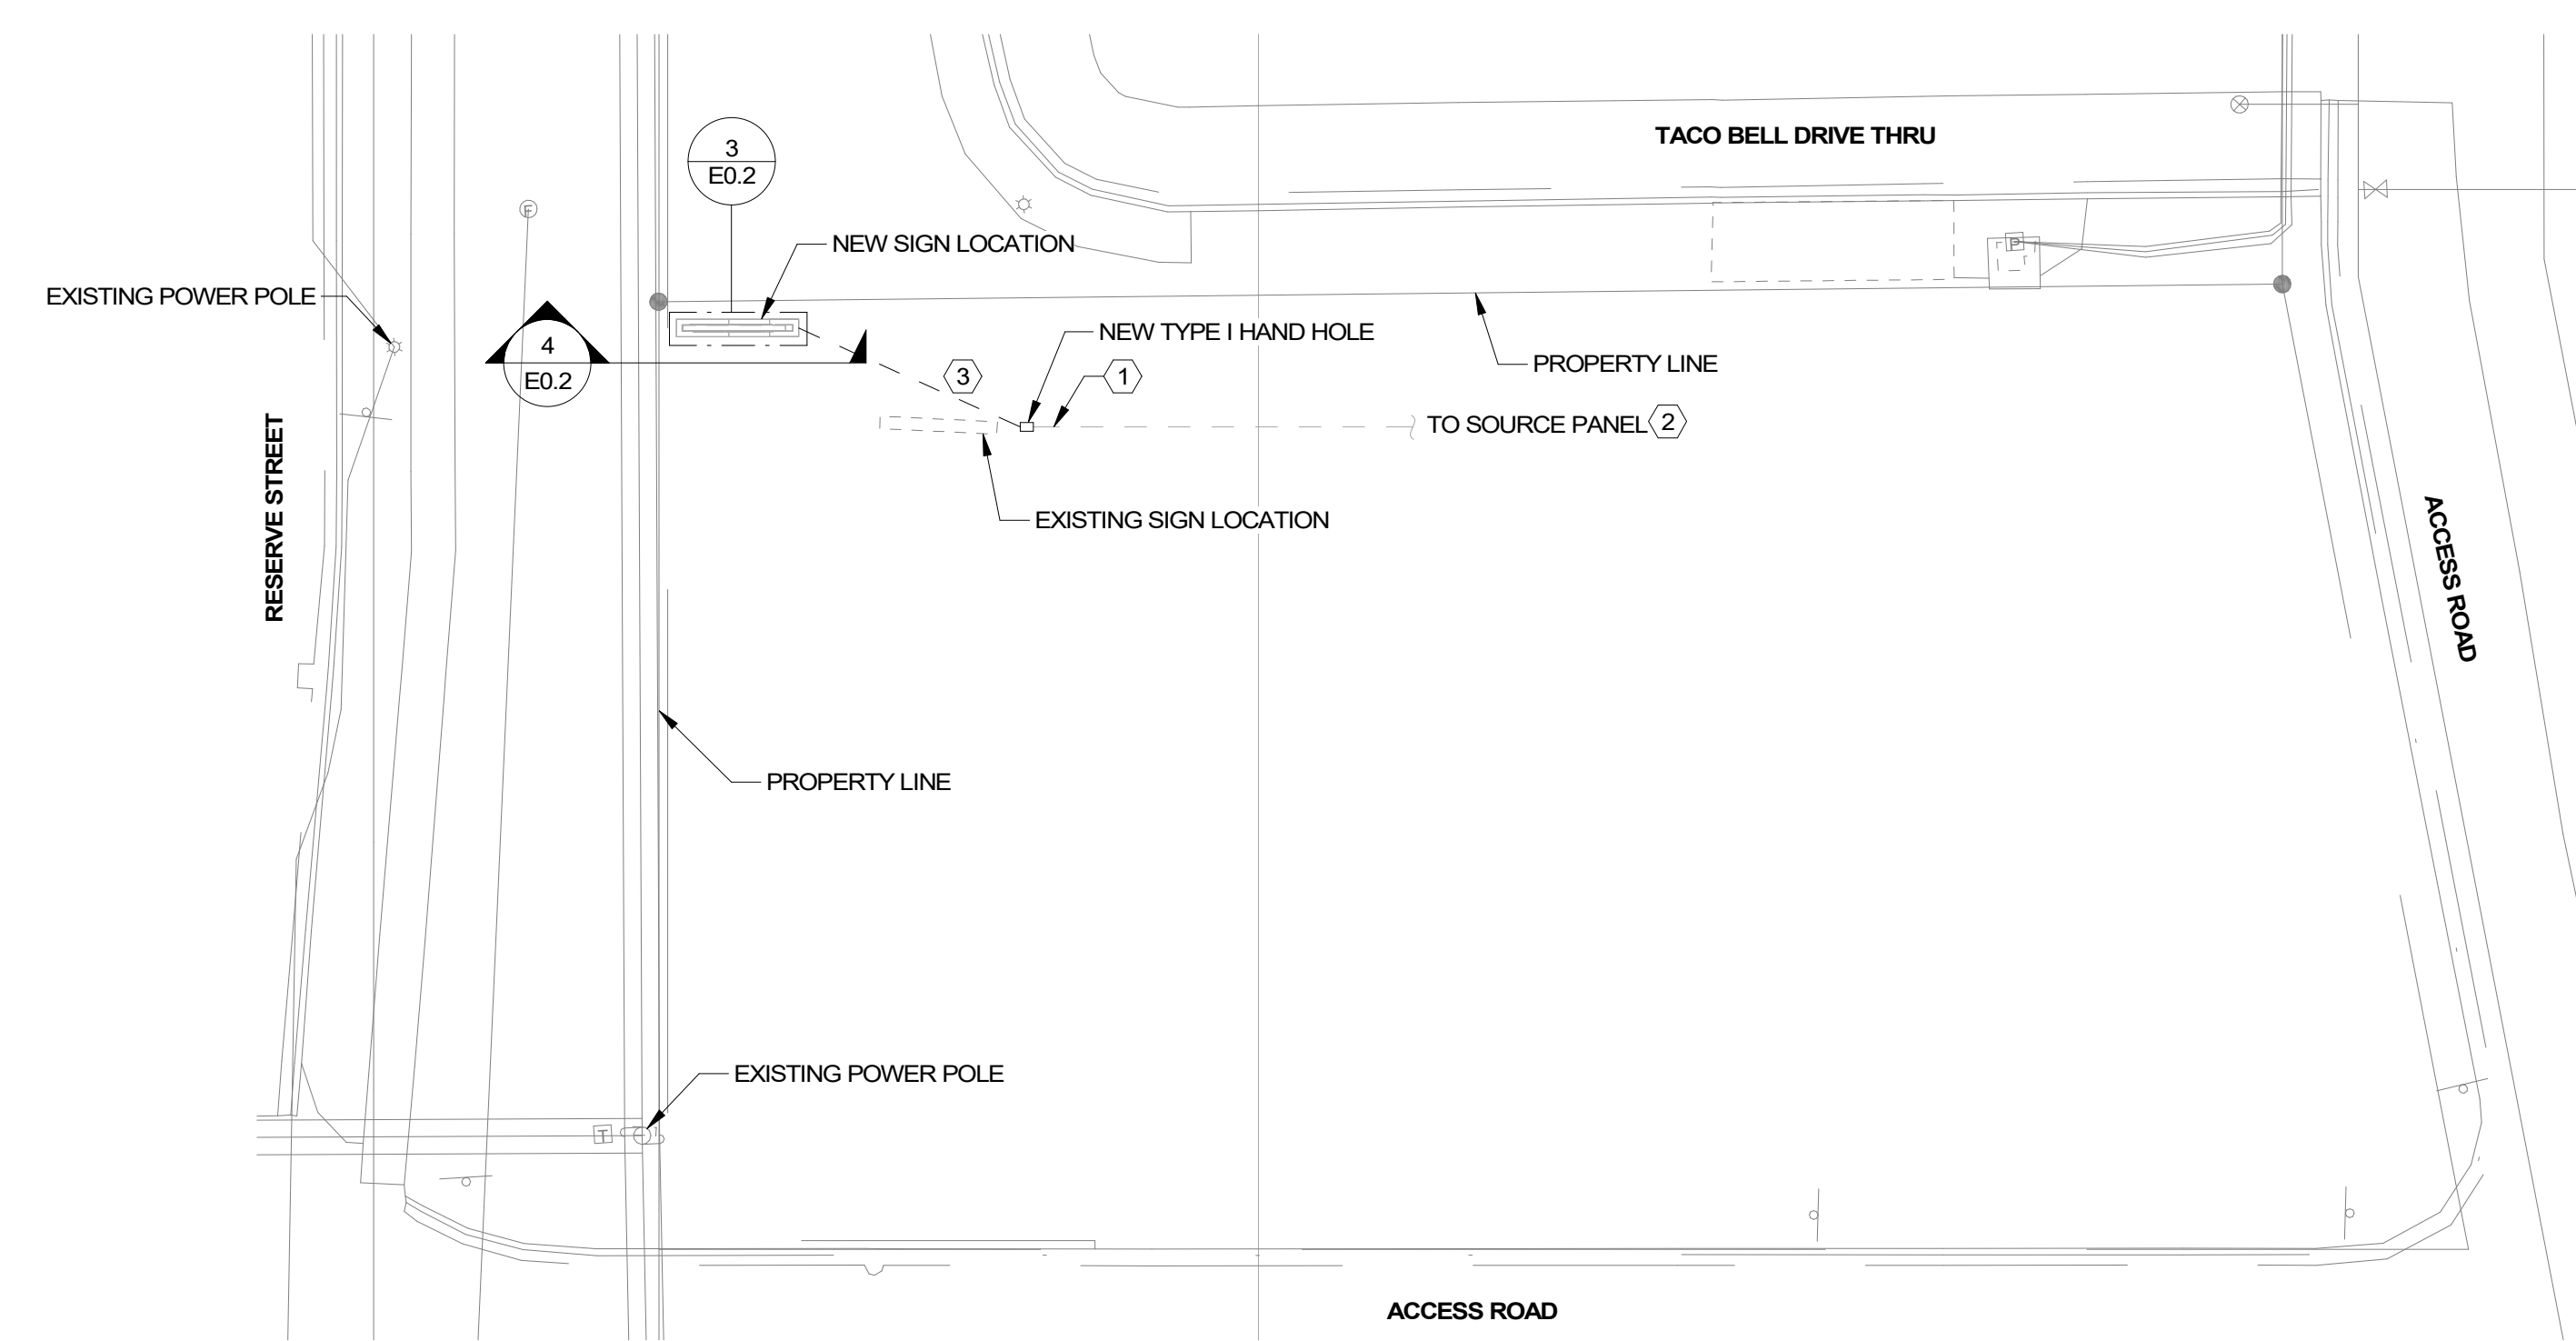 TACO BELL DRIVE THRU
3
E0.2
F
NEW SIGN LOCATION
P
EXISTING POWER POLE
4
E0.2
NEW TYPE I HAND HOLE
PROPERTY LINE
3
1
TO SOURCE PANEL 2
RESERVE STREET
EXISTING SIGN LOCATION
ACCESS ROAD
PROPERTY LINE
EXISTING POWER POLE
T
ACCESS ROAD